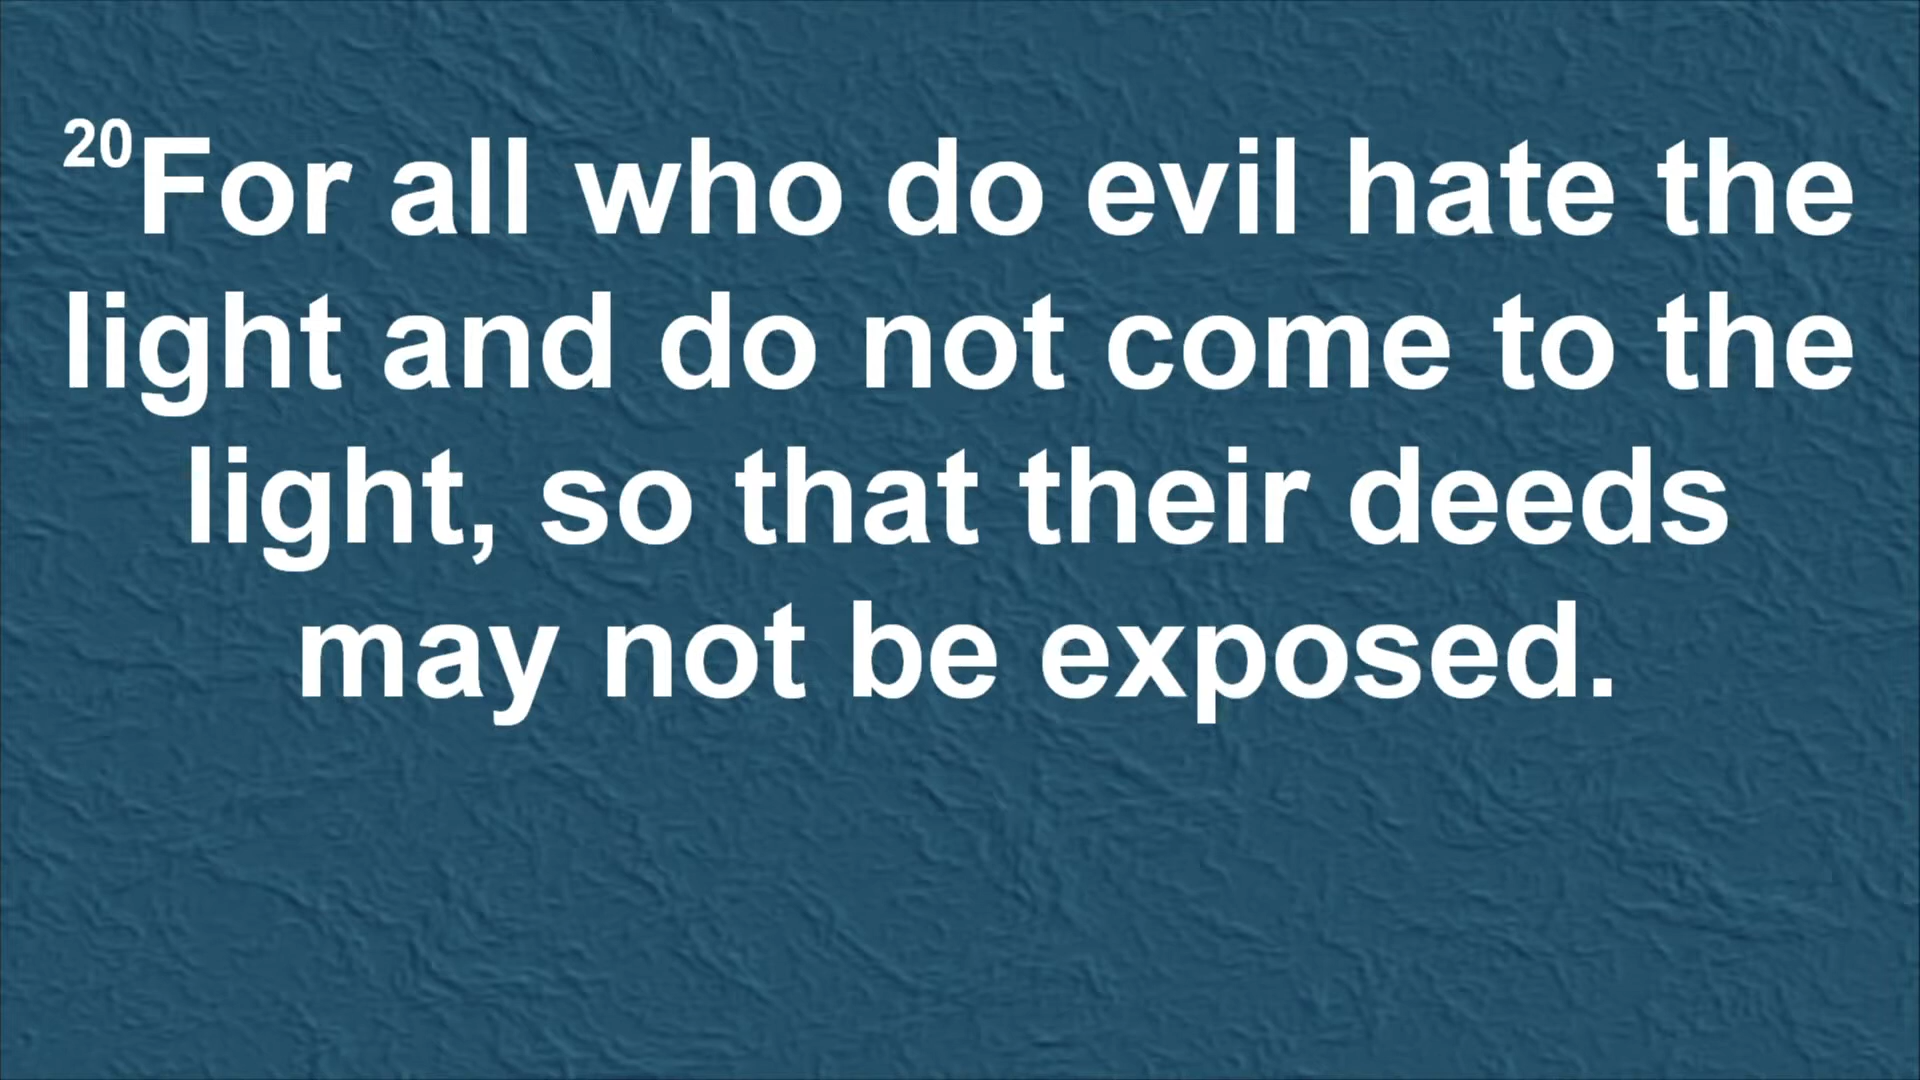 20For all who do evil hate the
light and do not come to the
light, so that their deeds
may not be exposed.